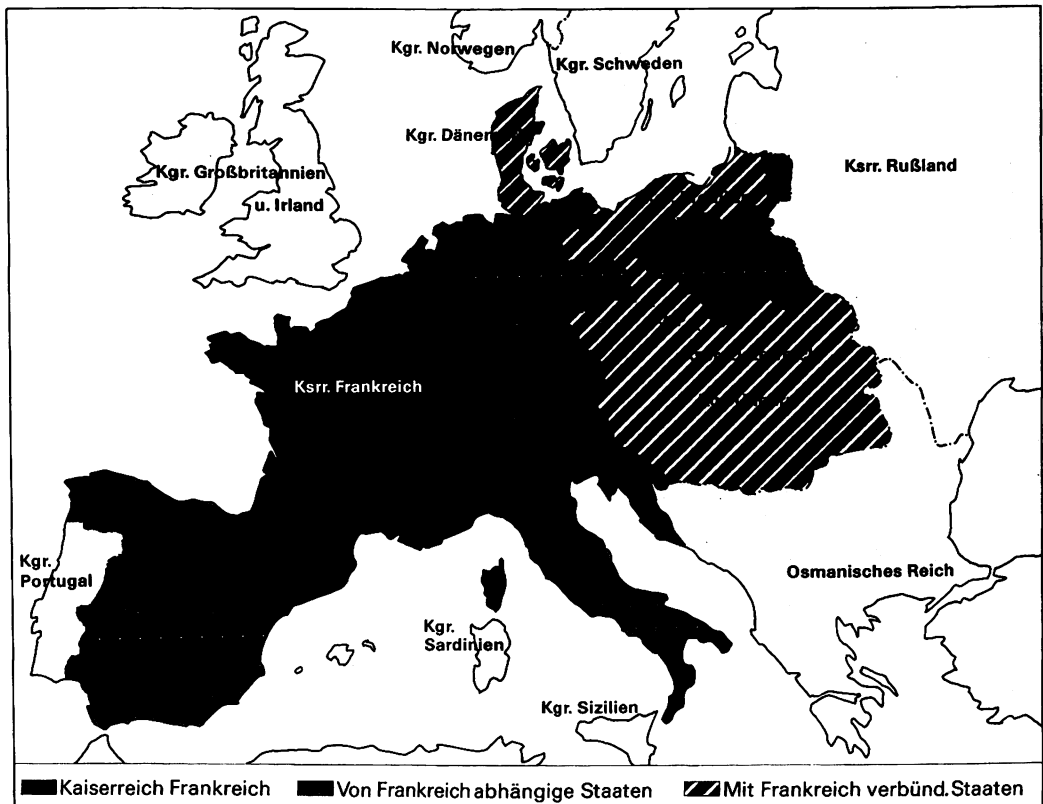 Kgr. Norwegen
Kgr. Schweden
Kgr. Däner
Kgr. Großbritannien
u. Irland
Ksrr. Rußland
Ksrr. Frankreich
Kgr.
Portugal
Osmanisches Reich
Kgr.
Sardinien
Kgr. Sizilien
Kaiserreich Frankreich
Von Frankreich abhängige Staaten
Mit Frankreich verbünd. Staaten